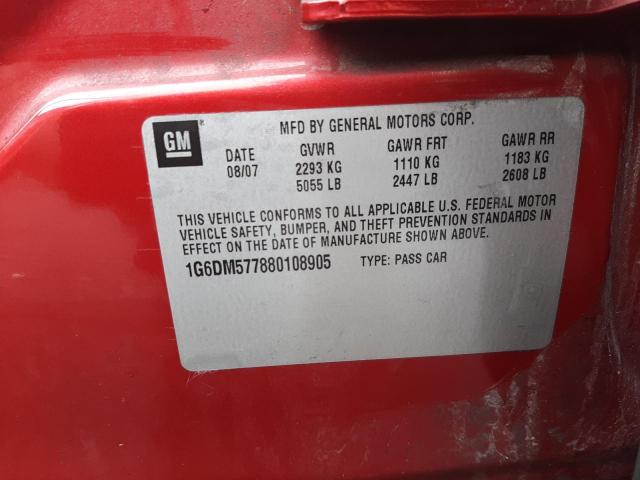 GM
MFD BY GENERAL MOTORS CORP.
DATE GVWR GAWR FRT GAWR RR
08/07 2293 KG 1110 KG 1183 KG
5055 LB 2447 LB 2608 LB
THIS VEHICLE CONFORMS TO ALL APPLICABLE U.S. FEDERAL MOTOR
VEHICLE SAFETY, BUMPER, AND THEFT PREVENTION STANDARDS IN
EFFECT ON THE DATE OF MANUFACTURE SHOWN ABOVE.
1G6DM577880108905 TYPE: PASS CAR